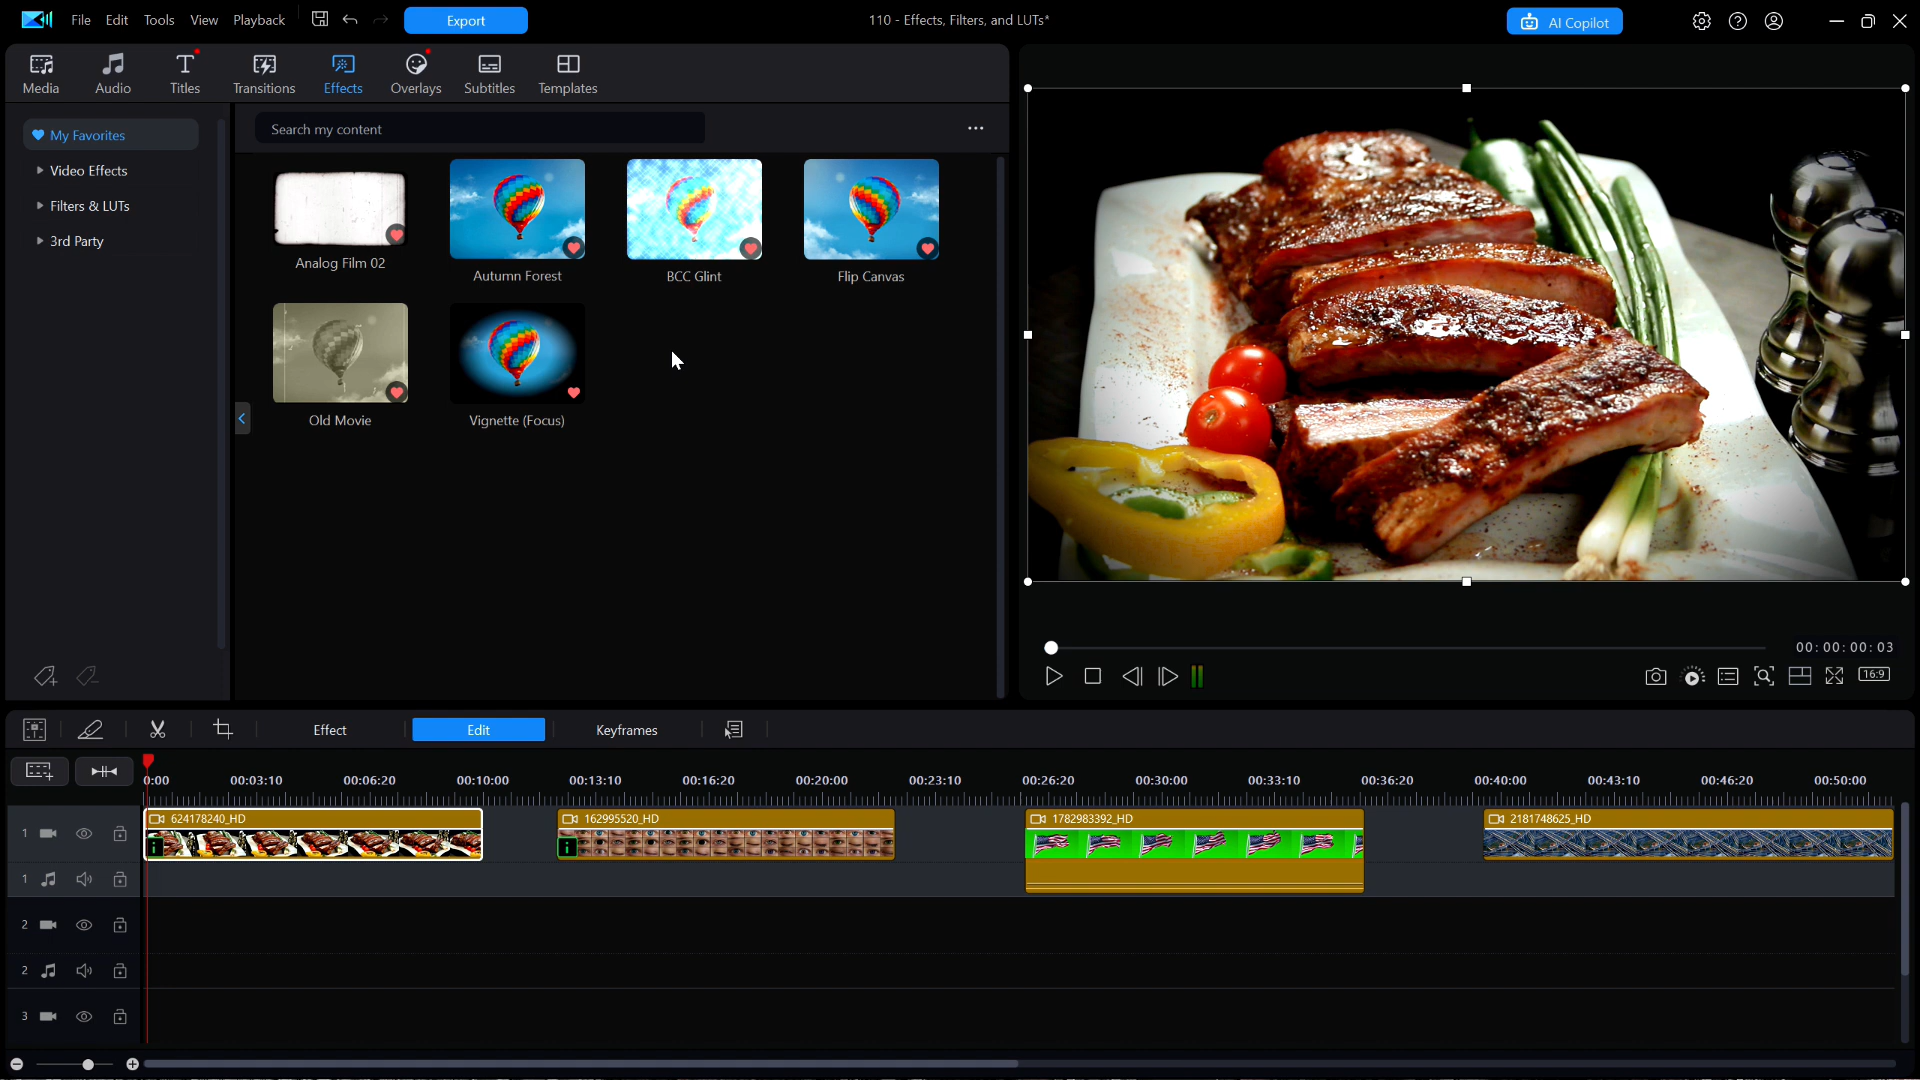 File Edit Tools View Playback Export 110 - Effects, Filters, and LUTs* AI Copilot
Media Audio Titles Transitions Effects Overlays Subtitles Templates
My Favorites
Video Effects
Filters & LUTs
3rd Party
Search my content
Analog Film 02 Autumn Forest BCC Glint Flip Canvas
Old Movie Vignette (Focus)
00:00:00:03
16:9
Effect Edit Keyframes
0:00 00:03:10 00:06:20 00:10:00 00:13:10 00:16:20 00:20:00 00:23:10 00:26:20 00:30:00 00:33:10 00:36:20 00:40:00 00:43:10 00:46:20 00:50:00
624178240_HD 162995520_HD 1782983392_HD 2181748625_HD
1 i i
1
2
2
3